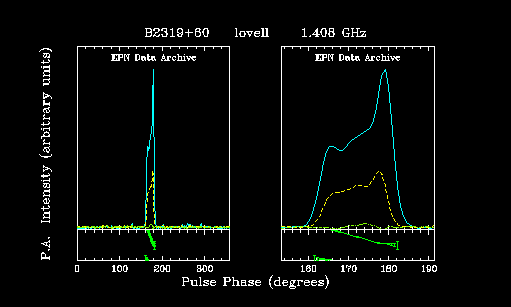 B2319+60 lovell 1.408 GHz
EPN Data Archive
EPN Data Archive
P.A. Intensity (arbitrary units)
0 100 200 300
160 170 180 190
Pulse Phase (degrees)